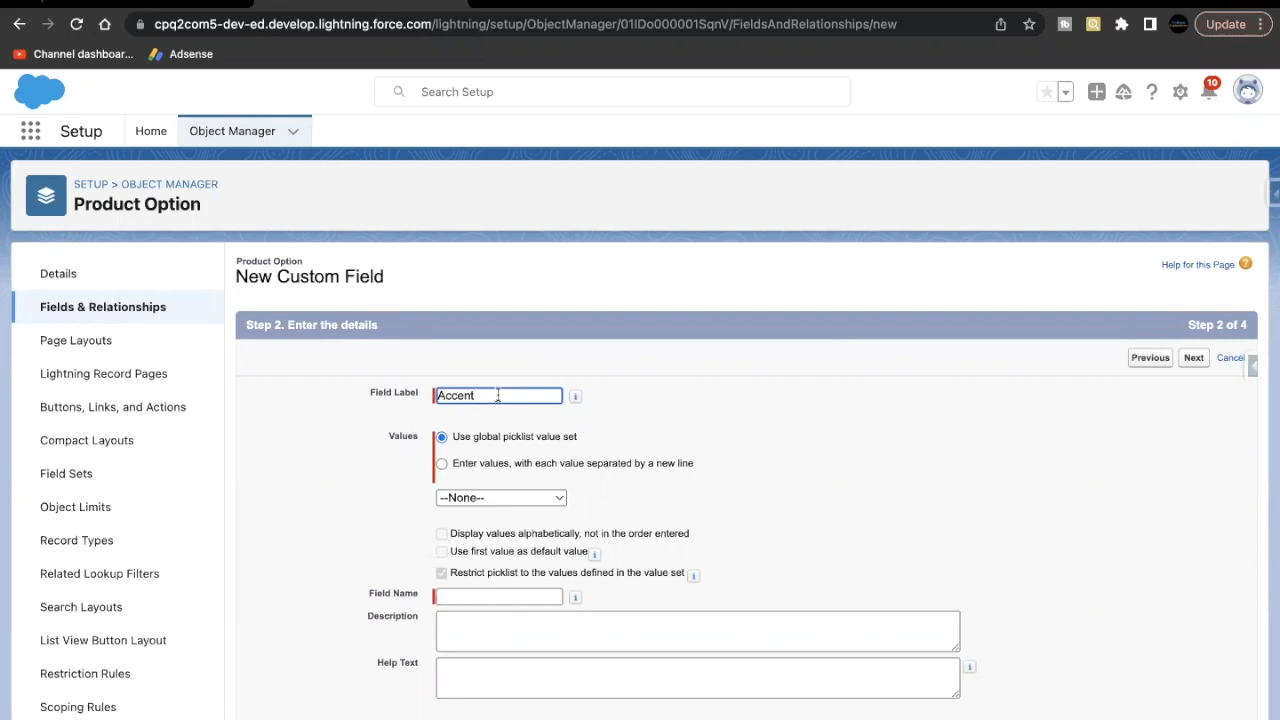 cpq2com5-dev-ed.develop.lightning.force.com/lightning/setup/ObjectManager/01IDo000001SqnV/FieldsAndRelationships/new
Update
Channel dashboar...
Adsense
Search Setup
10
Setup
Home
Object Manager
SETUP > OBJECT MANAGER
Product Option
Details
Fields & Relationships
Page Layouts
Lightning Record Pages
Buttons, Links, and Actions
Compact Layouts
Field Sets
Object Limits
Record Types
Related Lookup Filters
Search Layouts
List View Button Layout
Restriction Rules
Scoping Rules
Product Option
New Custom Field
Help for this Page
Step 2. Enter the details
Step 2 of 4
Previous
Next
Cancel
Field Label
Accent
Values
Use global picklist value set
Enter values, with each value separated by a new line
--None--
Display values alphabetically, not in the order entered
Use first value as default value
Restrict picklist to the values defined in the value set
Field Name
Description
Help Text